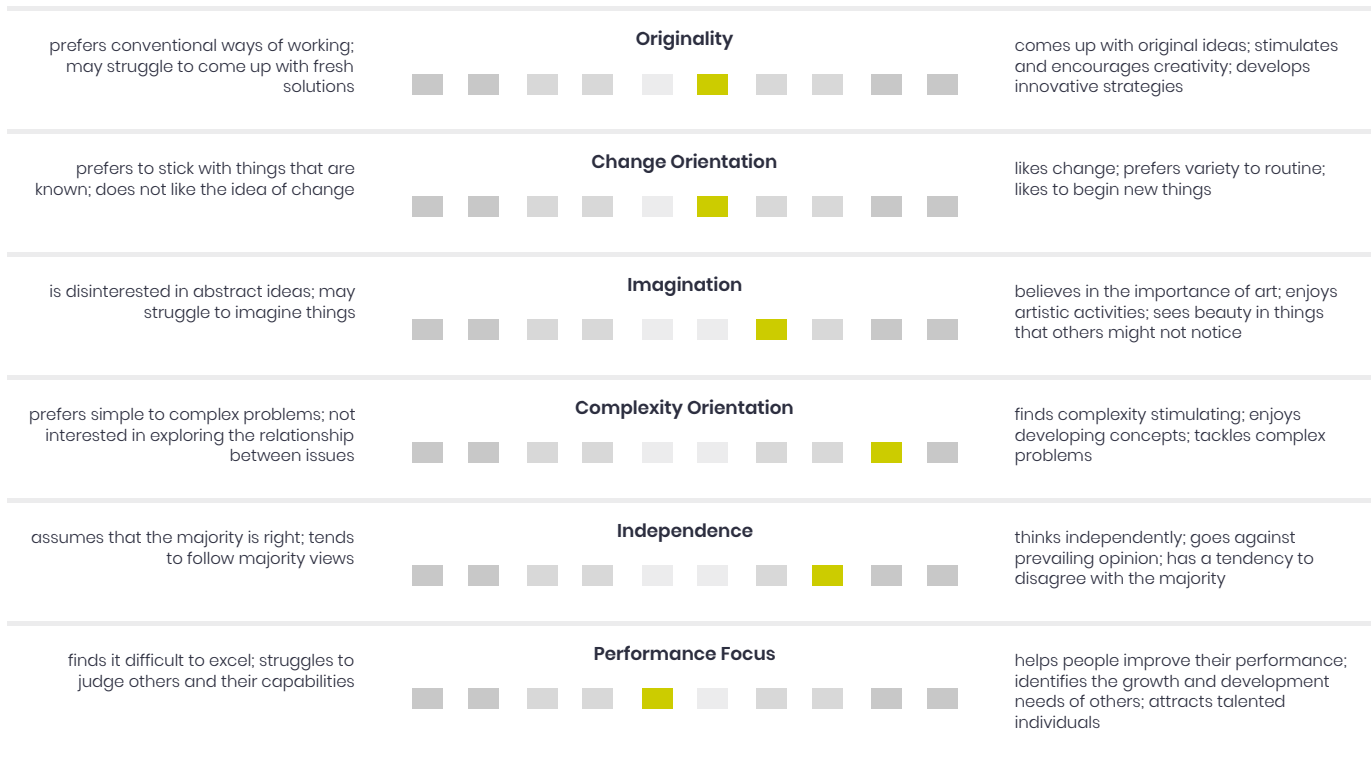 Originality
prefers conventional ways of working;
may struggle to come up with fresh
solutions
comes up with original ideas; stimulates
and encourages creativity; develops
innovative strategies
Change Orientation
prefers to stick with things that are
known; does not like the idea of change
likes change; prefers variety to routine;
likes to begin new things
Imagination
is disinterested in abstract ideas; may
struggle to imagine things
believes in the importance of art; enjoys
artistic activities; sees beauty in things
that others might not notice
Complexity Orientation
prefers simple to complex problems; not
interested in exploring the relationship
between issues
finds complexity stimulating; enjoys
developing concepts; tackles complex
problems
Independence
assumes that the majority is right; tends
to follow majority views
thinks independently; goes against
prevailing opinion; has a tendency to
disagree with the majority
Performance Focus
finds it difficult to excel; struggles to
judge others and their capabilities
helps people improve their performance;
identifies the growth and development
needs of others; attracts talented
individuals